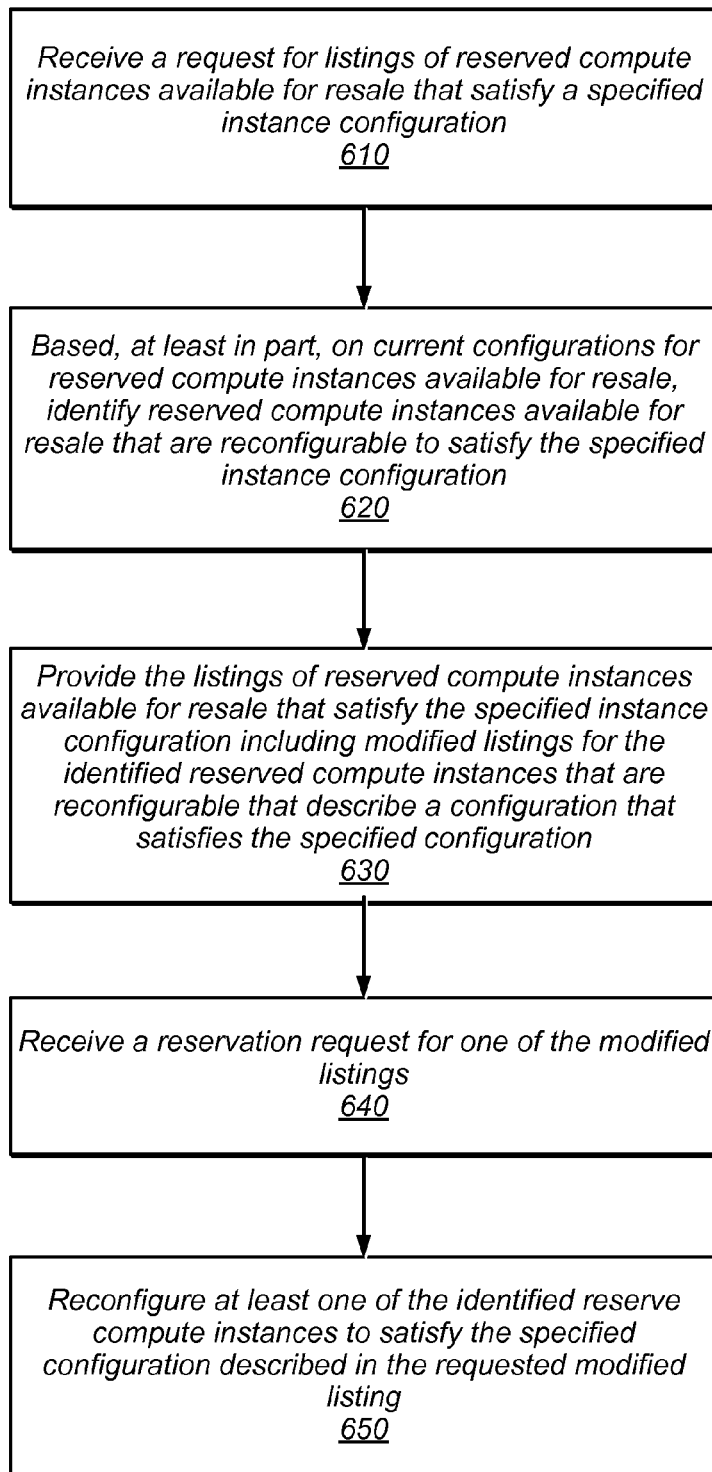 Receive a request for listings of reserved compute
instances available for resale that satisfy a specified
instance configuration
610
Based, at least in part, on current configurations for
reserved compute instances available for resale,
identify reserved compute instances available for
resale that are reconfigurable to satisfy the specified
instance configuration
620
Provide the listings of reserved compute instances
available for resale that satisfy the specified instance
configuration including modified listings for the
identified reserved compute instances that are
reconfigurable that describe a configuration that
satisfies the specified configuration
630
Receive a reservation request for one of the modified
listings
640
Reconfigure at least one of the identified reserve
compute instances to satisfy the specified
configuration described in the requested modified
listing
650